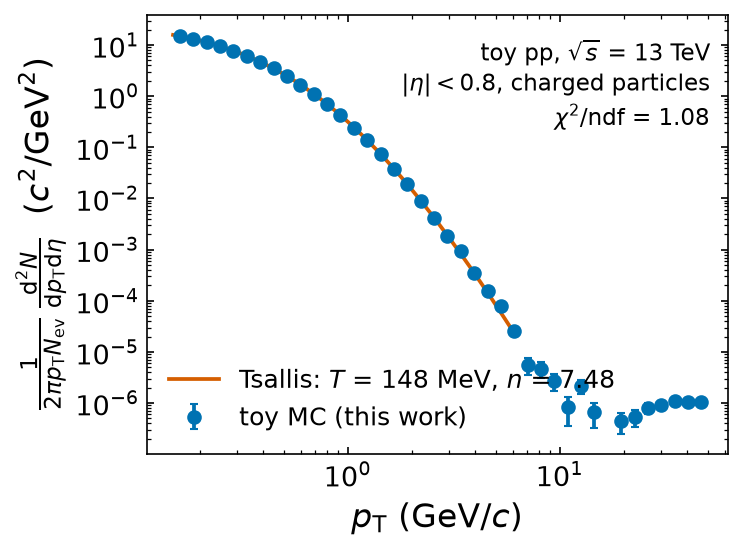 toy pp, √s = 13 TeV
|η| < 0.8, charged particles
χ²/ndf = 1.08
10¹
10⁰
10⁻¹
10⁻²
10⁻³
10⁻⁴
10⁻⁵
10⁻⁶
1/(2πp_T N_ev) d²N/(dp_T dη) (c²/GeV²)
Tsallis: T = 148 MeV, n = 7.48
toy MC (this work)
10⁰ 10¹
p_T (GeV/c)